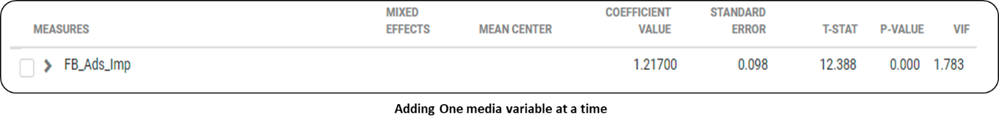 MEASURES MIXED EFFECTS MEAN CENTER COEFFICIENT VALUE STANDARD ERROR T-STAT P-VALUE VIF
FB_Ads_Imp 1.21700 0.098 12.388 0.000 1.783
Adding One media variable at a time